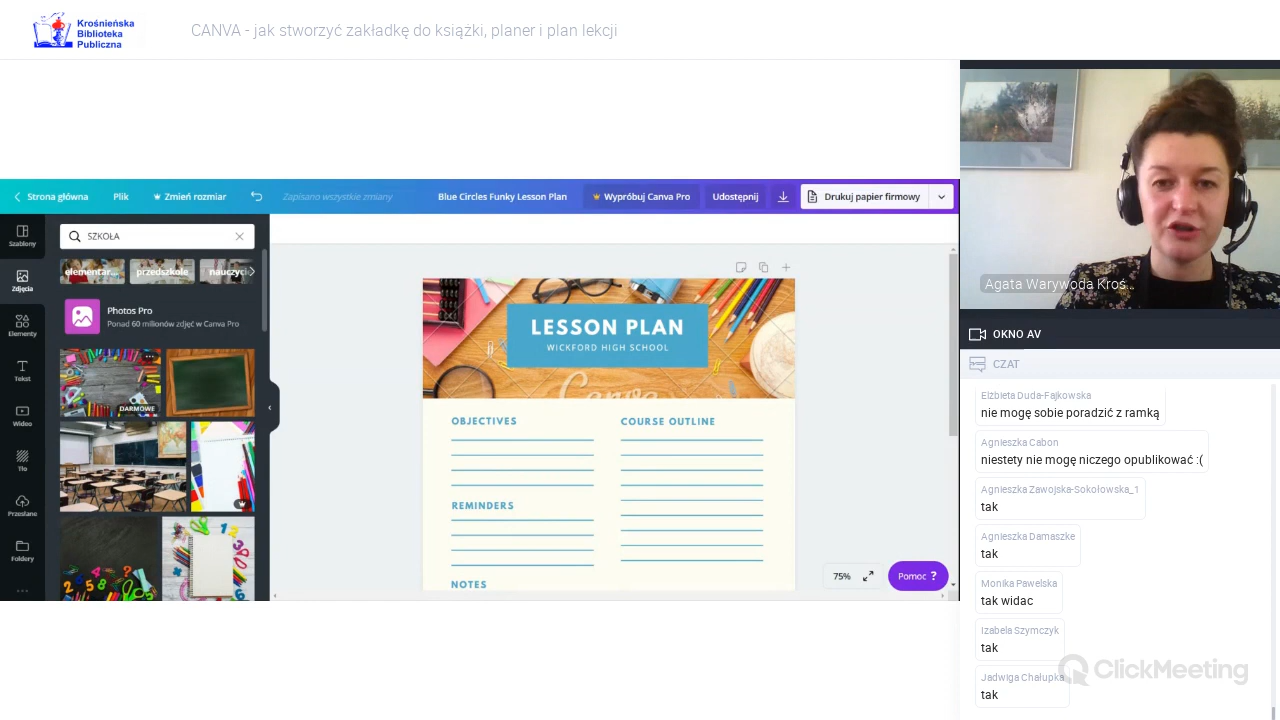 Krośnieńska
Biblioteka
Publiczna
CANVA - jak stworzyć zakładkę do książki, planer i plan lekcji
Strona główna
Plik
Zmień rozmiar
Zapisano wszystkie zmiany
Blue Circles Funky Lesson Plan
Wypróbuj Canva Pro
Udostępnij
Drukuj papier firmowy
Szablony
Zdjęcia
Elementy
Tekst
Wideo
Tło
Przesłane
Foldery
SZKOŁA
elementar...
przedszkole
nauczyci
Photos Pro
Ponad 60 milionów zdjęć w Canva Pro
DARMOWE
LESSON PLAN
WICKFORD HIGH SCHOOL
Canva
OBJECTIVES
COURSE OUTLINE
REMINDERS
NOTES
75%
Pomoc ?
Agata Warywoda Kros...
OKNO AV
CZAT
Elżbieta Duda-Fajkowska
nie mogę sobie poradzić z ramką
Agnieszka Cabon
niestety nie mogę niczego opublikować :(
Agnieszka Zawojska-Sokołowska_1
tak
Agnieszka Damaszke
tak
Monika Pawelska
tak widac
Izabela Szymczyk
tak
Jadwiga Chałupka
tak
ClickMeeting